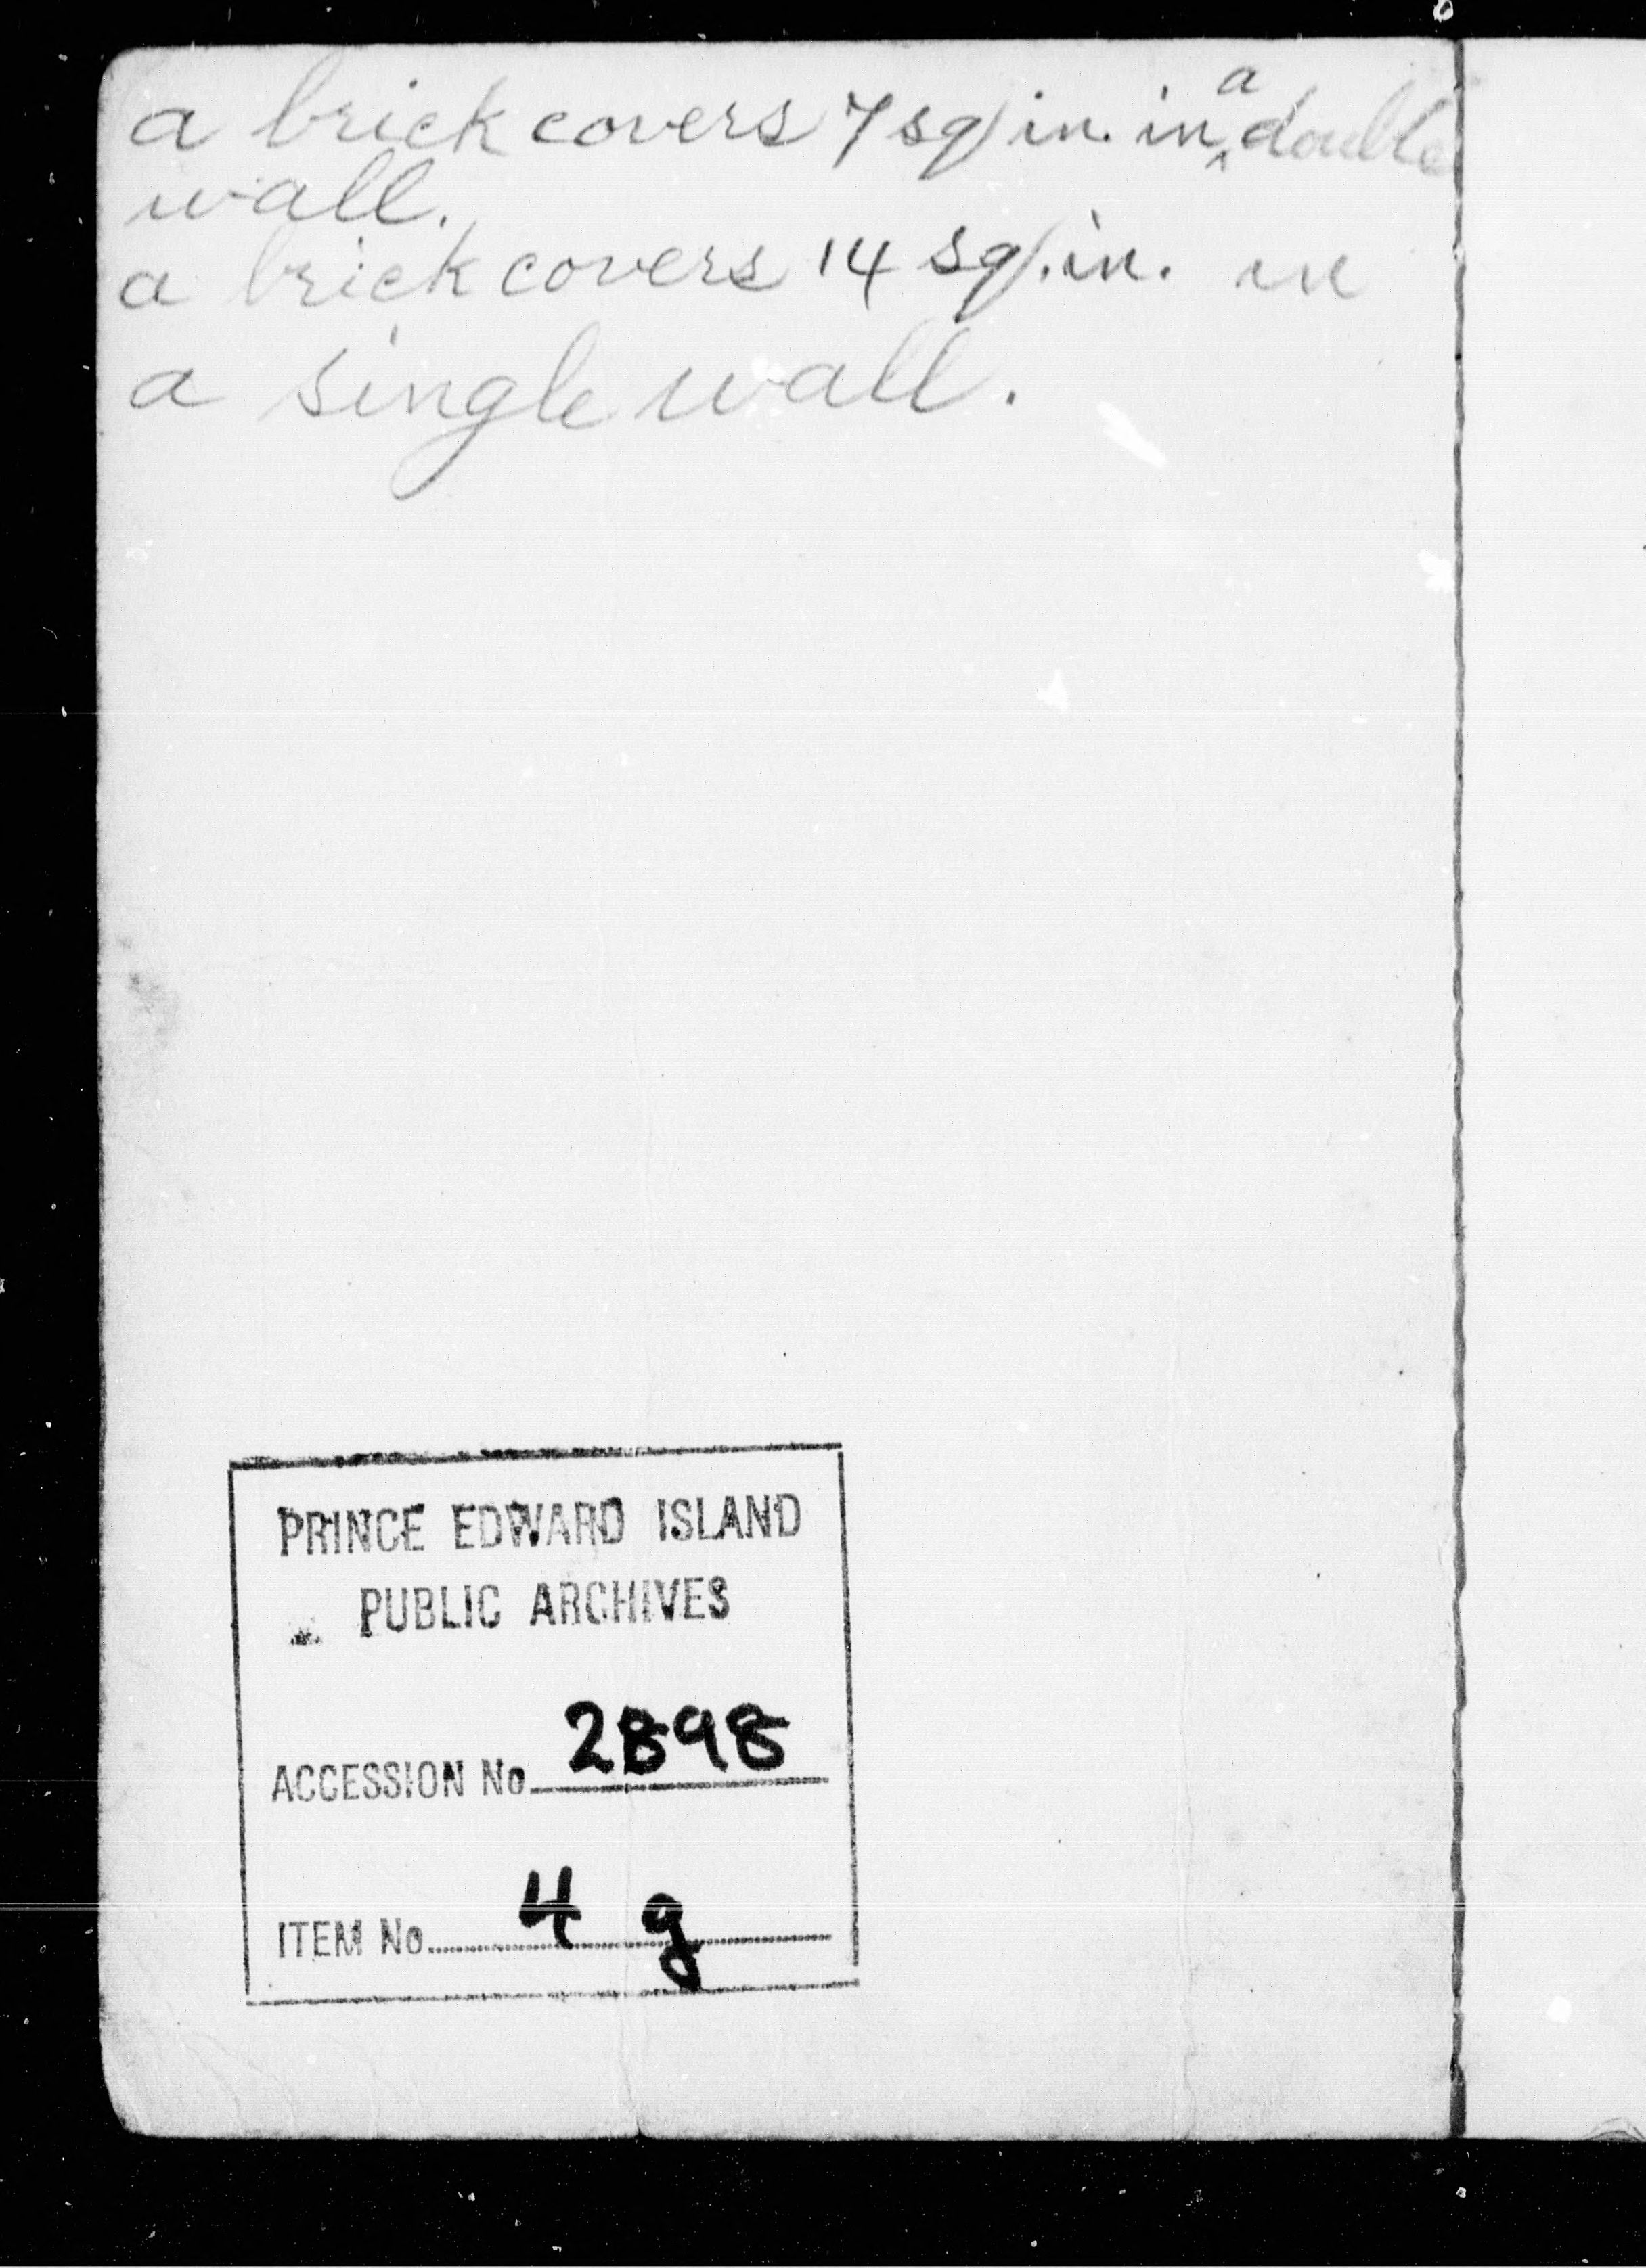 a brick covers 7 sq in. in a double
wall.
a brick covers 14 sq. in. in
a single wall.
PRINCE EDWARD ISLAND
PUBLIC ARCHIVES
ACCESSION No 2898
ITEM No 4 g